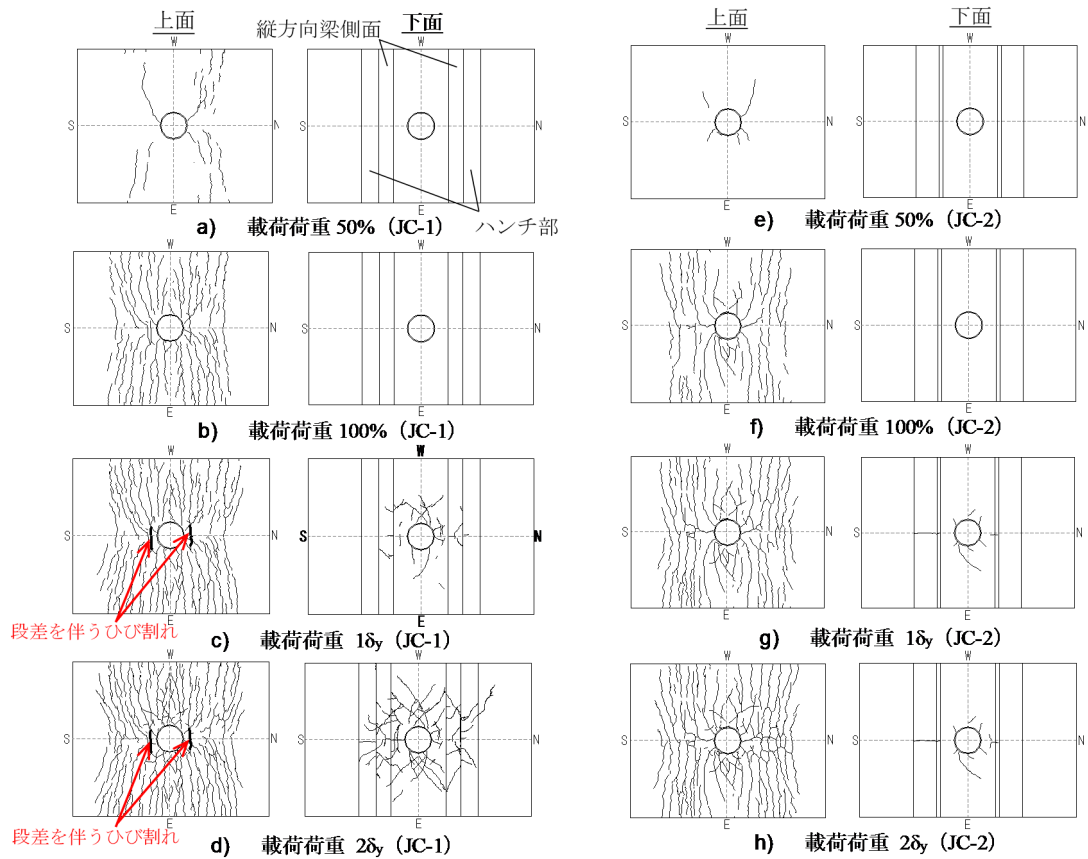 上面
縦方向梁側面
下面
上面
下面
W
W
W
W
S
N
S
N
S
N
S
N
E
E
E
E
ハンチ部
a) 載荷荷重 50%（JC-1）
e) 載荷荷重 50%（JC-2）
W
W
W
W
S
N
S
N
S
N
S
N
E
E
E
E
b) 載荷荷重 100%（JC-1）
f) 載荷荷重 100%（JC-2）
W
W
W
W
S
N
S
N
S
N
S
N
E
E
E
E
段差を伴うひび割れ
c) 載荷荷重 1δy（JC-1）
g) 載荷荷重 1δy（JC-2）
W
W
W
W
S
N
S
N
S
N
S
N
E
E
E
E
段差を伴うひび割れ
d) 載荷荷重 2δy（JC-1）
h) 載荷荷重 2δy（JC-2）